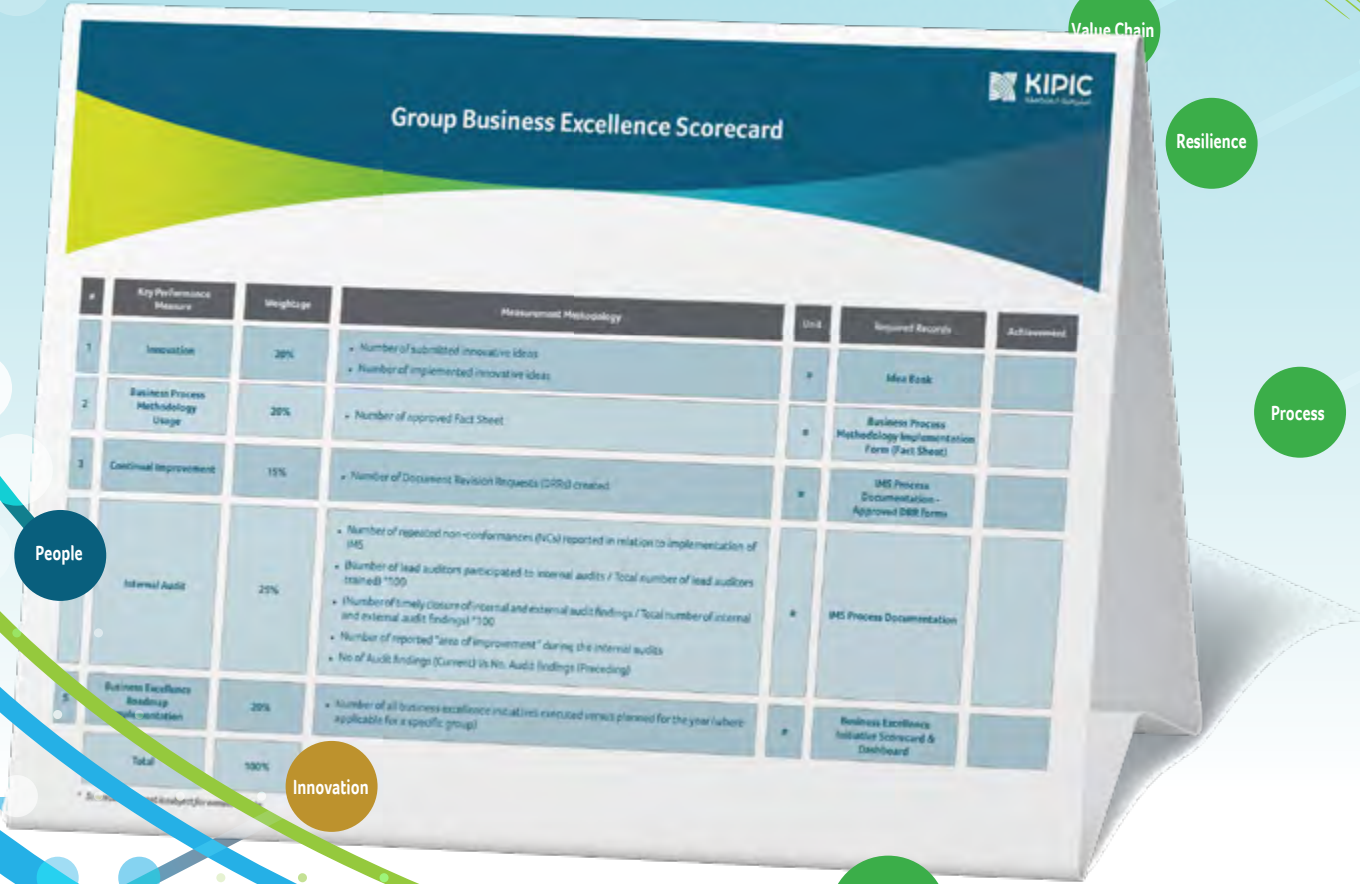 Value Chain
KIPIC
Group Business Excellence Scorecard
Resilience
Process
People
Innovation
#
Key Performance
Measure
Weightage
Measurement Methodology
Unit
Required Records
Achievement
1
Innovation
20%
• Number of submitted innovative ideas
• Number of implemented innovative ideas
#
Idea Book
2
Business Process
Methodology
Usage
20%
• Number of approved Fact Sheet
#
Business Process
Methodology Implementation
Form (Fact Sheet)
3
Continual Improvement
15%
• Number of Document Revision Requests (DRRs) created
#
IMS Process
Documentation -
Approved DRR Forms
Internal Audit
25%
• Number of repeated non-conformances (NCs) reported in relation to implementation of
IMS
• (Number of lead auditors participated to internal audits / Total number of lead auditors
trained) *100
• (Number of timely closure of internal and external audit findings / Total number of internal
and external audit findings) *100
• Number of reported "area of improvement" during the internal audits
• No of Audit findings (Current) Vs No. Audit findings (Preceding)
#
IMS Process Documentation
5
Business Excellence
Roadmap
20%
• Number of all business excellence initiatives executed versus planned for the year (where
applicable for a specific group)
#
Business Excellence
Initiative Scorecard &
Dashboard
Total
100%